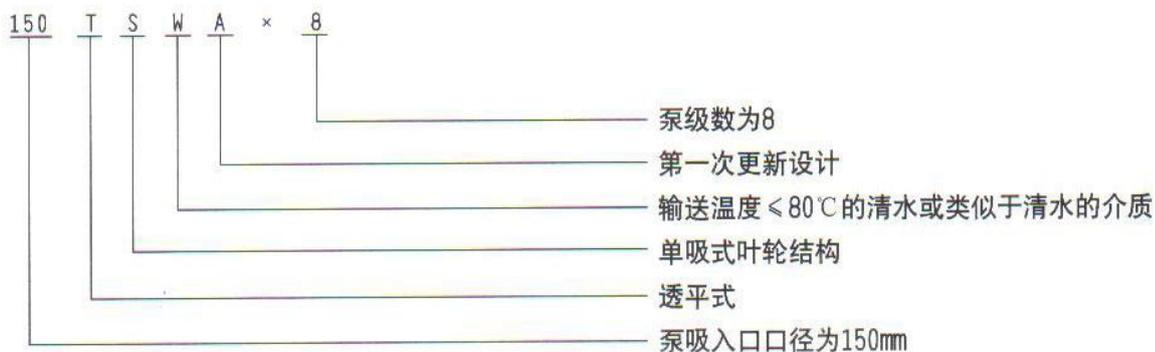 150 T S W A × 8
泵级数为8
第一次更新设计
输送温度≤80℃的清水或类似于清水的介质
单吸式叶轮结构
透平式
泵吸入口口径为150mm